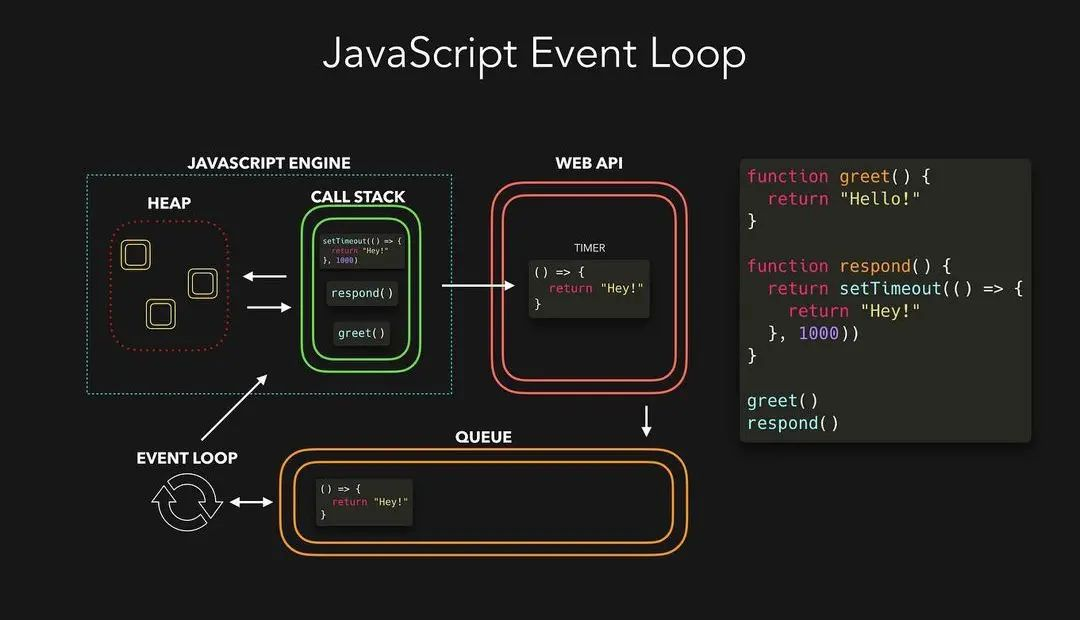 JavaScript Event Loop
JAVASCRIPT ENGINE
HEAP
CALL STACK
setTimeout(() => {
return "Hey!"
}, 1000)
respond()
greet()
WEB API
TIMER
() => {
return "Hey!"
}
function greet() {
return "Hello!"
}
function respond() {
return setTimeout(() => {
return "Hey!"
}, 1000))
}
greet()
respond()
EVENT LOOP
QUEUE
() => {
return "Hey!"
}